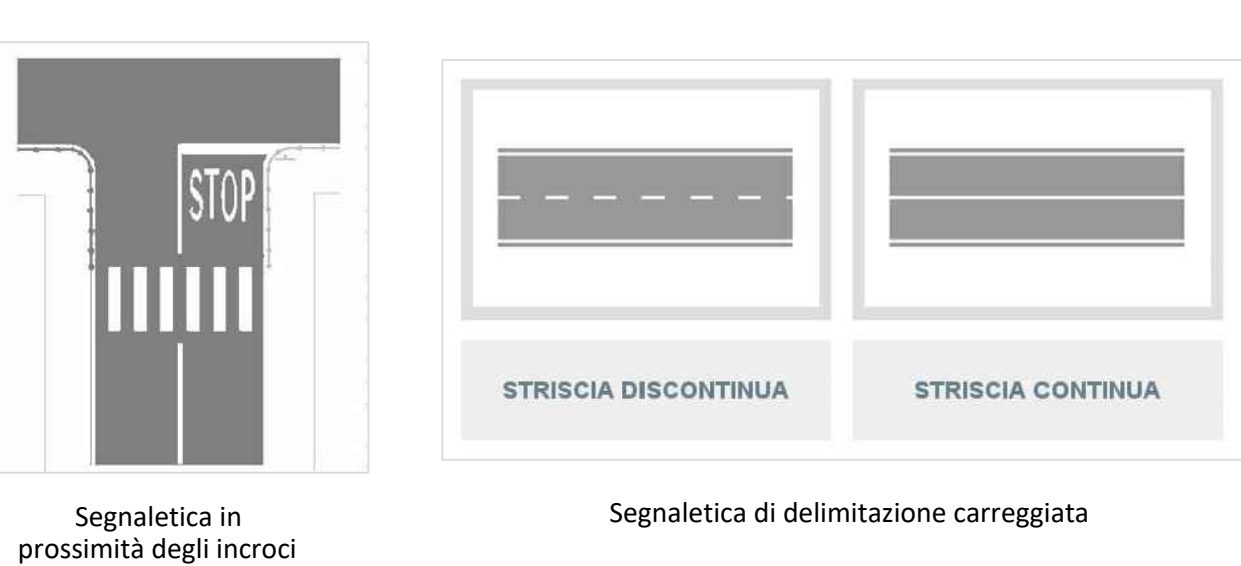 STOP
STRISCIA DISCONTINUA
STRISCIA CONTINUA
Segnaletica in
prossimità degli incroci
Segnaletica di delimitazione carreggiata